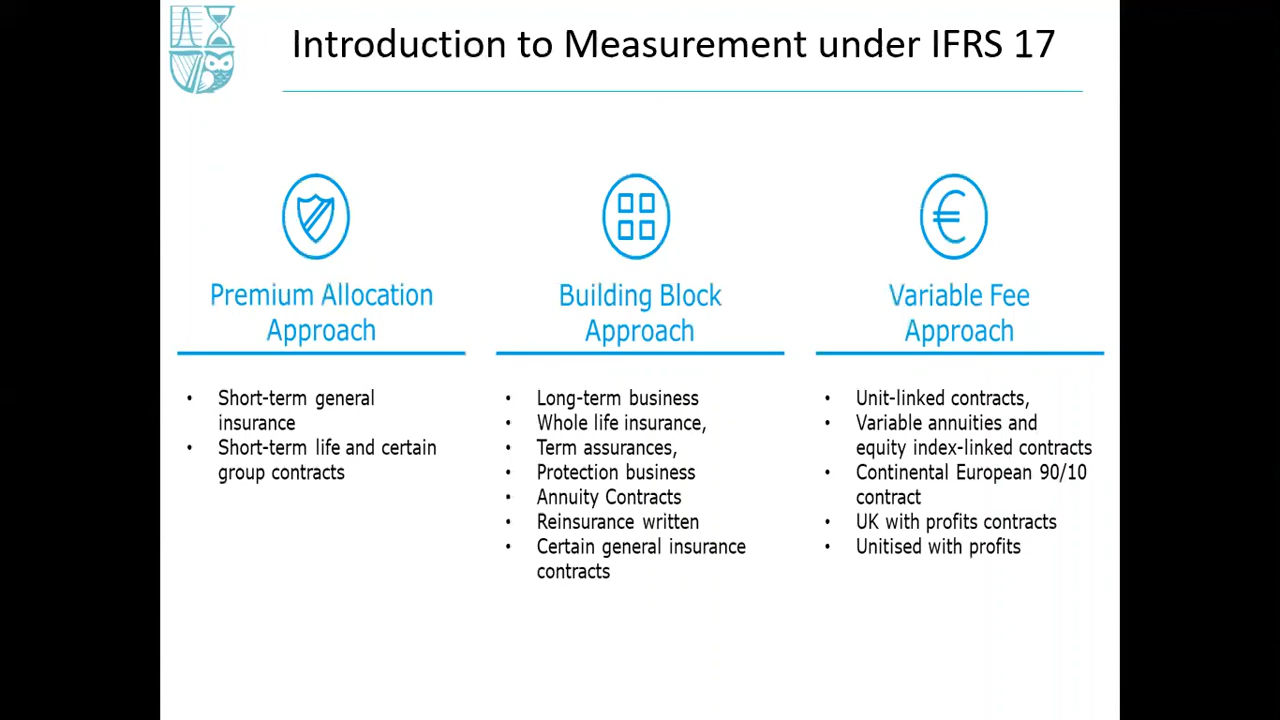 Introduction to Measurement under IFRS 17
Premium Allocation
Approach
• Short-term general
insurance
• Short-term life and certain
group contracts
Building Block
Approach
• Long-term business
• Whole life insurance,
• Term assurances,
• Protection business
• Annuity Contracts
• Reinsurance written
• Certain general insurance
contracts
€
Variable Fee
Approach
• Unit-linked contracts,
• Variable annuities and
equity index-linked contracts
• Continental European 90/10
contract
• UK with profits contracts
• Unitised with profits